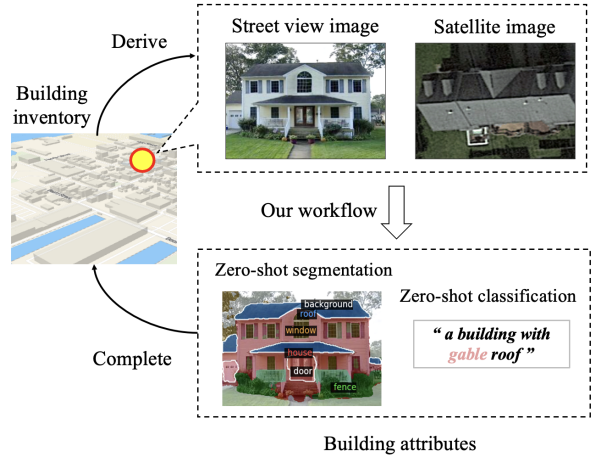 Derive
Street view image
Satellite image
Building
inventory
Our workflow
Zero-shot segmentation
background
roof
window
house
door
fence
Zero-shot classification
“ a building with
gable roof ”
Complete
Building attributes